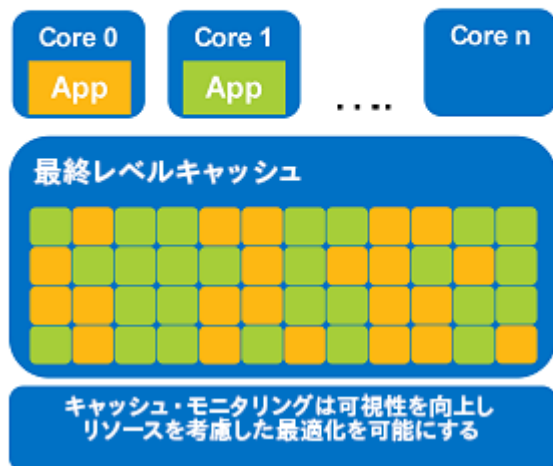 Core 0
App
Core 1
App
....
Core n
最終レベルキャッシュ
キャッシュ・モニタリングは可視性を向上し
リソースを考慮した最適化を可能にする